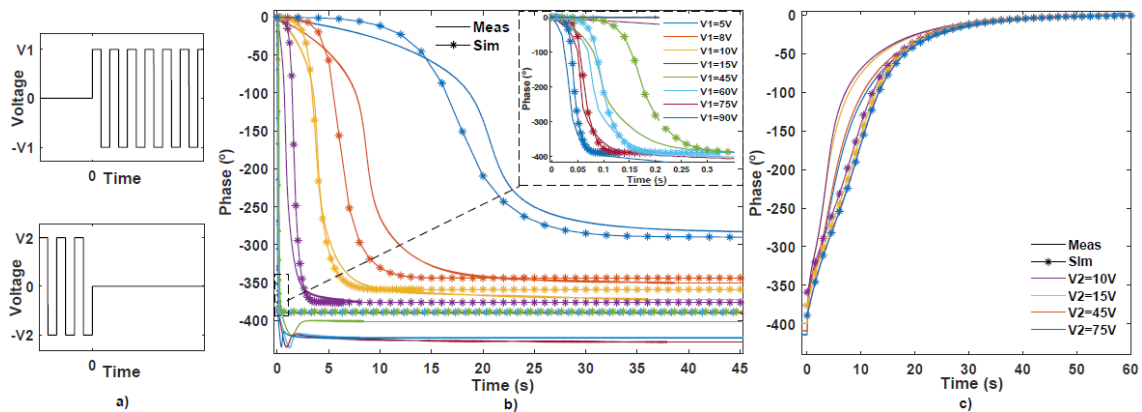 V1
0
-V1
Voltage
0
Time
V2
0
-V2
Voltage
0
Time
a)
0
-50
-100
-150
-200
-250
-300
-350
-400
Phase (º)
Meas
Sim
0
-200
-400
Phase (º)
0
0.05
0.1
0.15
0.2
0.25
0.3
Time (s)
V1=5V
V1=8V
V1=10V
V1=15V
V1=45V
V1=60V
V1=75V
V1=90V
0
5
10
15
20
25
30
35
40
45
Time (s)
b)
0
-50
-100
-150
-200
-250
-300
-350
-400
Phase (º)
Meas
Sim
V2=10V
V2=15V
V2=45V
V2=75V
0
10
20
30
40
50
60
Time (s)
c)